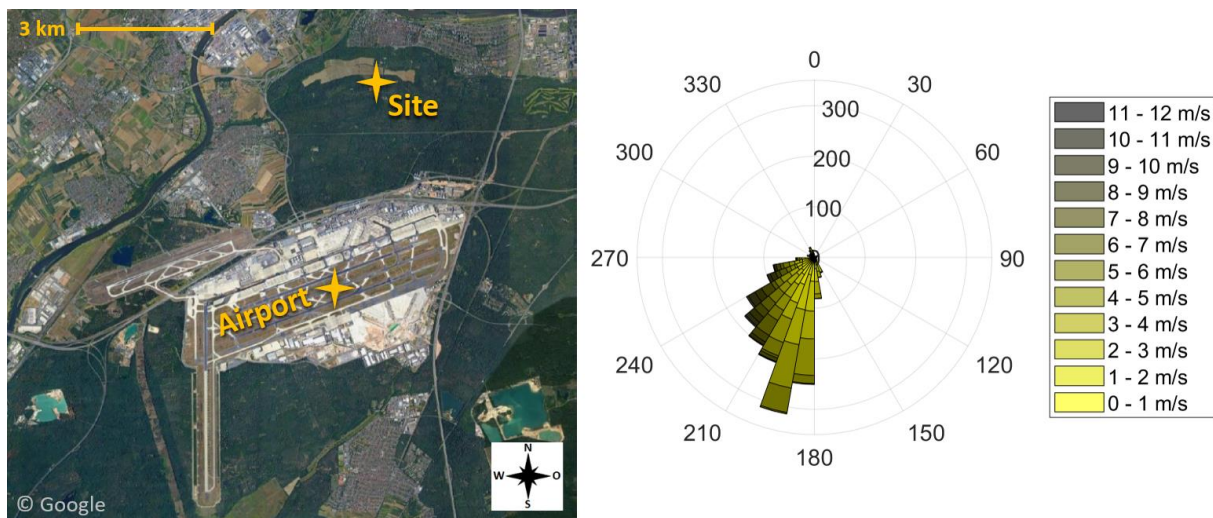 3 km
Site
Airport
N
W O
S
© Google
0
330 30
300
300 200 60
100
270 90
240 120
210 150
180
11 - 12 m/s
10 - 11 m/s
9 - 10 m/s
8 - 9 m/s
7 - 8 m/s
6 - 7 m/s
5 - 6 m/s
4 - 5 m/s
3 - 4 m/s
2 - 3 m/s
1 - 2 m/s
0 - 1 m/s